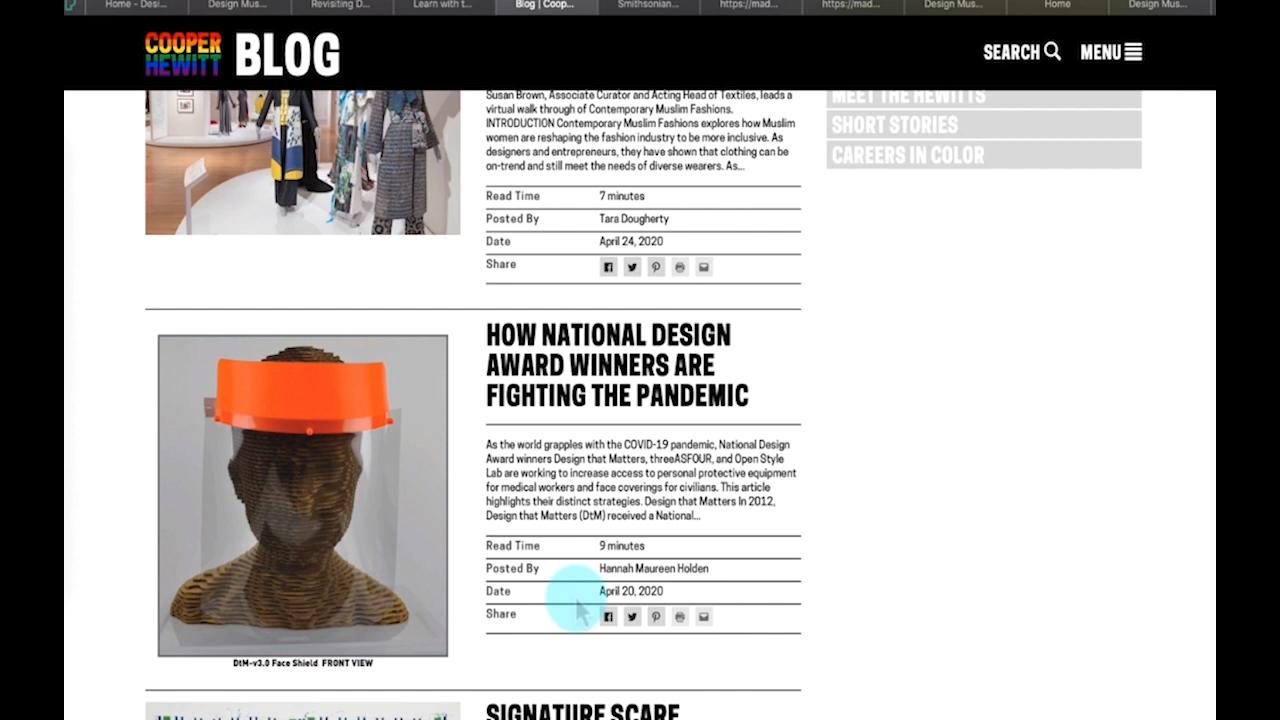 Home - Desi...
Design Mus...
Revisiting D...
Learn with t...
Blog | Coop...
Smithsonian...
https://mad...
https://mad...
Design Mus...
Home
Design Mus...
COOPER
HEWITT
BLOG
SEARCH
MENU
Susan Brown, Associate Curator and Acting Head of Textiles, leads a
virtual walk through of Contemporary Muslim Fashions.
INTRODUCTION Contemporary Muslim Fashions explores how Muslim
women are reshaping the fashion industry to be more inclusive. As
designers and entrepreneurs, they have shown that clothing can be
on-trend and still meet the needs of diverse wearers. As...
Read Time 7 minutes
Posted By Tara Dougherty
Date April 24, 2020
Share
MEET THE HEWITTS
SHORT STORIES
CAREERS IN COLOR
HOW NATIONAL DESIGN
AWARD WINNERS ARE
FIGHTING THE PANDEMIC
As the world grapples with the COVID-19 pandemic, National Design
Award winners Design that Matters, threeASFOUR, and Open Style
Lab are working to increase access to personal protective equipment
for medical workers and face coverings for civilians. This article
highlights their distinct strategies. Design that Matters In 2012,
Design that Matters (DtM) received a National...
Read Time 9 minutes
Posted By Hannah Maureen Holden
Date April 20, 2020
Share
DtM-v3.0 Face Shield FRONT VIEW
SIGNATURE SCARF